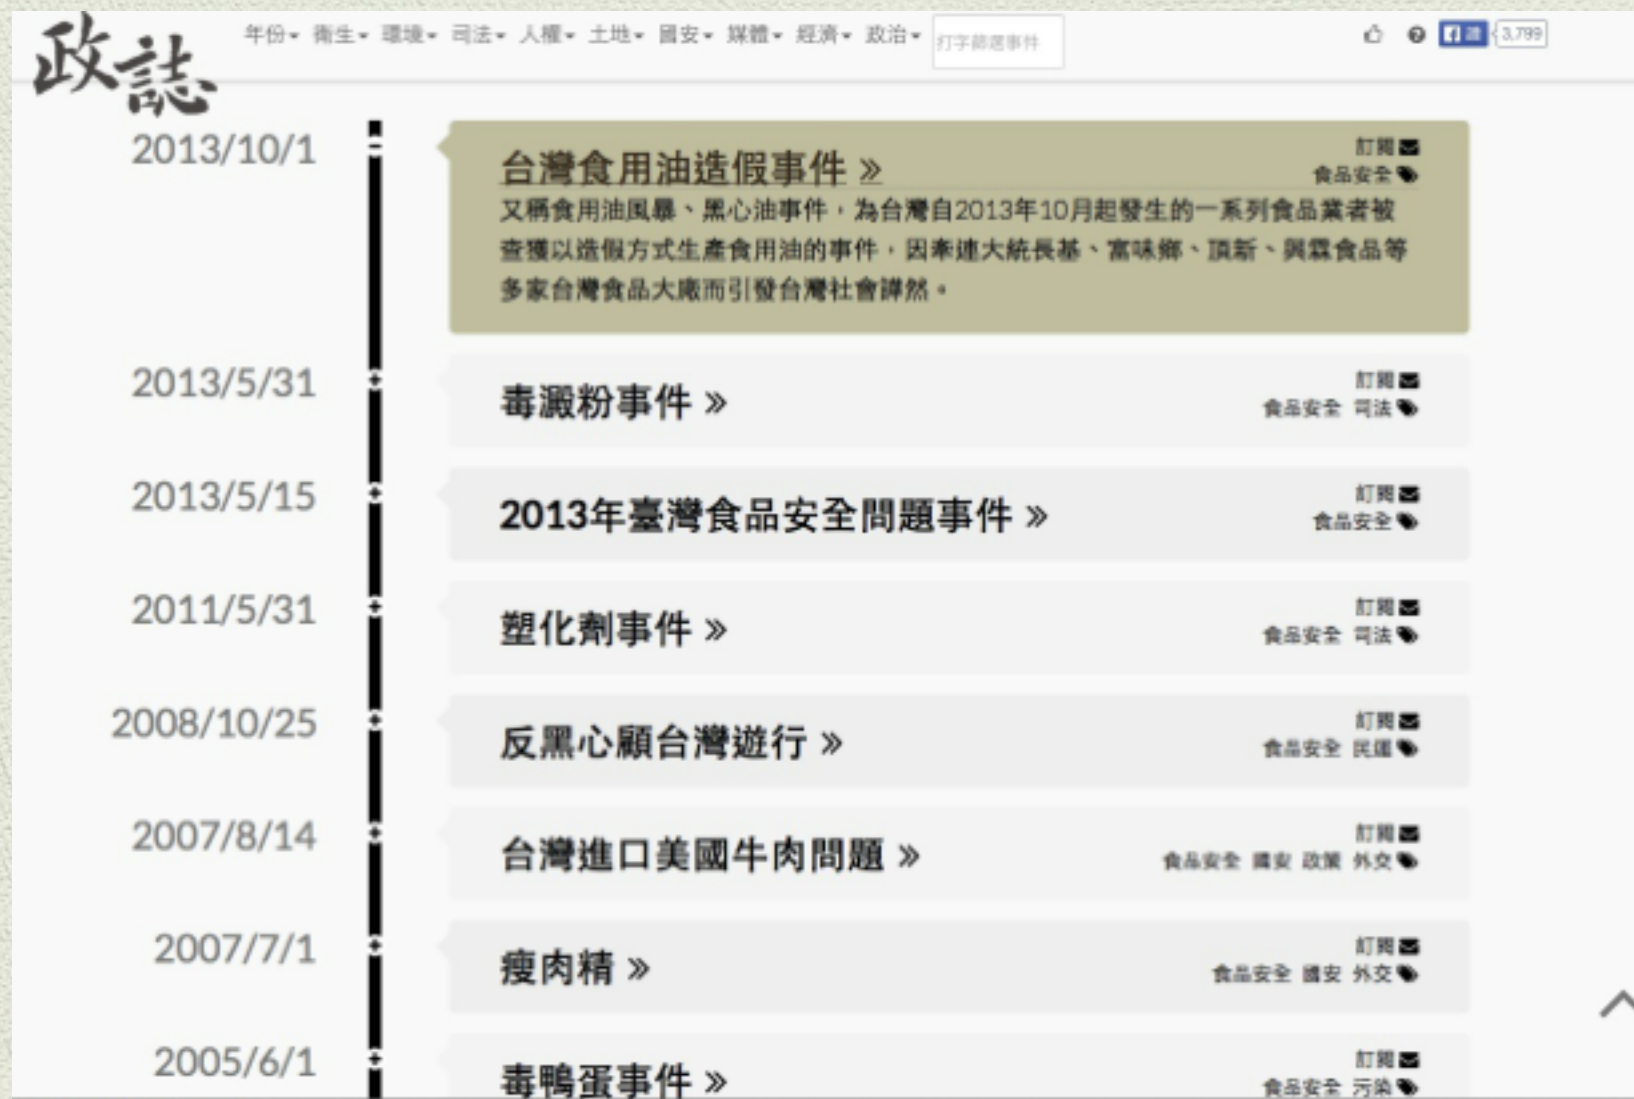 政誌
年份 衛生 環境 司法 人權 土地 國安 媒體 經濟 政治 打字篩選事件 讚 3,799
2013/10/1
台灣食用油造假事件 »
訂閱
食品安全
又稱食用油風暴、黑心油事件，為台灣自2013年10月起發生的一系列食品業者被
查獲以造假方式生產食用油的事件，因牽連大統長基、富味鄉、頂新、興霖食品等
多家台灣食品大廠而引發台灣社會譁然。
2013/5/31
毒澱粉事件 »
訂閱
食品安全 司法
2013/5/15
2013年臺灣食品安全問題事件 »
訂閱
食品安全
2011/5/31
塑化劑事件 »
訂閱
食品安全 司法
2008/10/25
反黑心顧台灣遊行 »
訂閱
食品安全 民運
2007/8/14
台灣進口美國牛肉問題 »
訂閱
食品安全 國安 政策 外交
2007/7/1
瘦肉精 »
訂閱
食品安全 國安 外交
2005/6/1
毒鴨蛋事件 »
訂閱
食品安全 污染